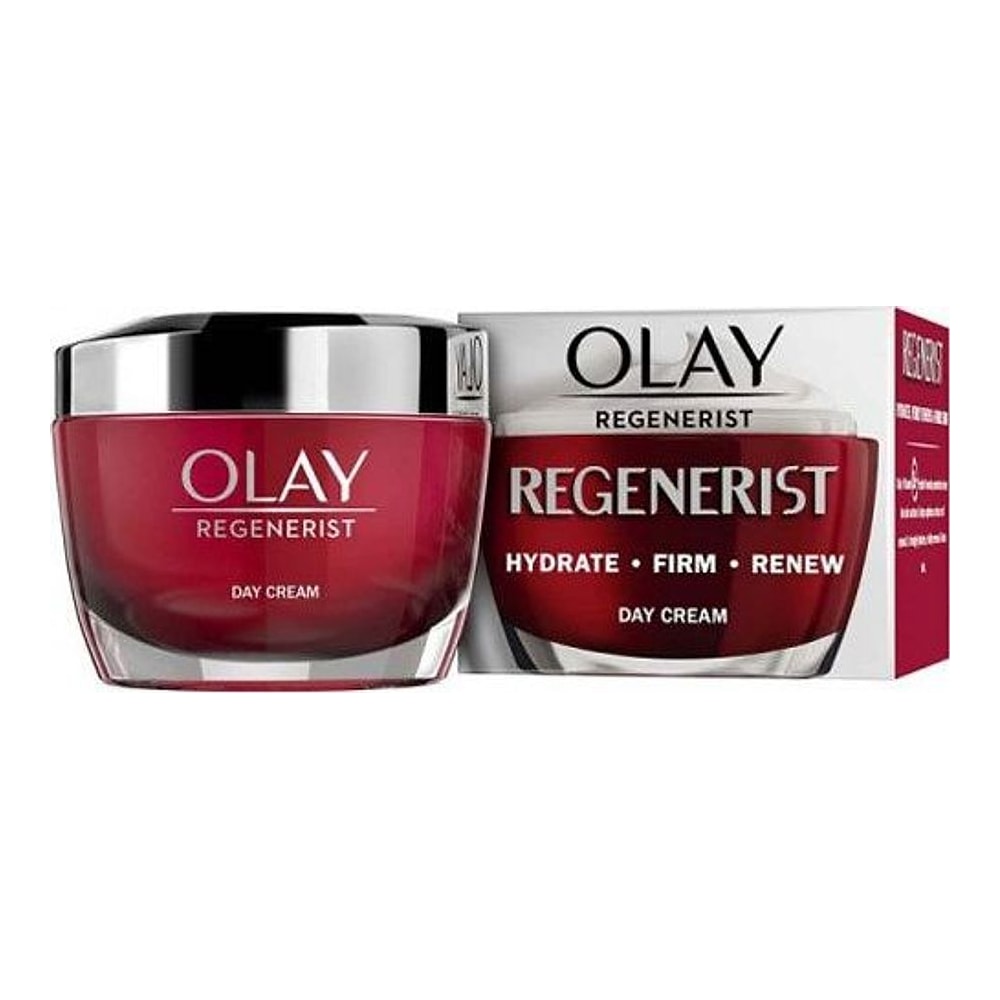 OLAY
REGENERIST
DAY CREAM
OLAY
REGENERIST
REGENERIST
HYDRATE • FIRM • RENEW
DAY CREAM
REGENERIST